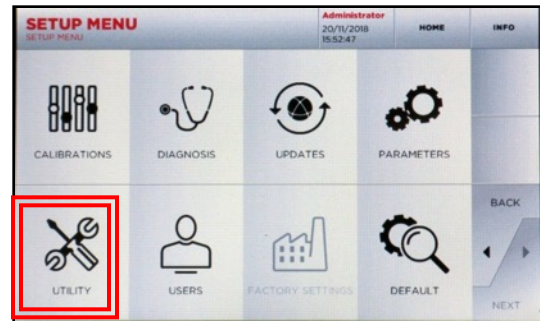 SETUP MENU
SETUP MENU
Administrator
20/11/2018
15:52:47
HOME
INFO
CALIBRATIONS
DIAGNOSIS
UPDATES
PARAMETERS
BACK
UTILITY
USERS
FACTORY SETTINGS
DEFAULT
NEXT